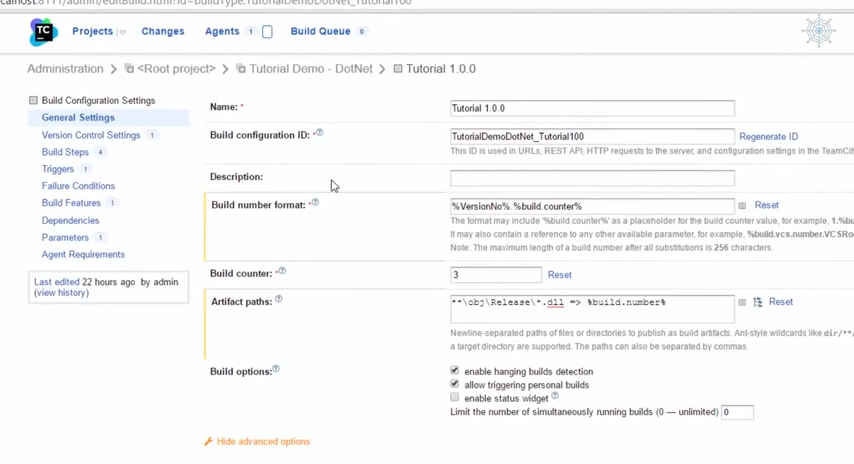 calhost:8111/admin/editBuild.html?id=buildType:TutorialDemoDotNet_Tutorial100
TC
Projects
Changes
Agents 1
Build Queue 0
Administration > <Root project> > Tutorial Demo - DotNet > Tutorial 1.0.0
Build Configuration Settings
General Settings
Version Control Settings 1
Build Steps 4
Triggers 1
Failure Conditions
Build Features 1
Dependencies
Parameters 1
Agent Requirements
Last edited 22 hours ago by admin
(view history)
Name: * Tutorial 1.0.0
Build configuration ID: * TutorialDemoDotNet_Tutorial100 Regenerate ID
This ID is used in URLs, REST API, HTTP requests to the server, and configuration settings in the TeamCit
Description:
Build number format: * %VersionNo%.%build.counter% Reset
The format may include '%build.counter%' as a placeholder for the build counter value, for example, 1.%bu
It may also contain a reference to any other available parameter, for example, %build.vcs.number.VCSRo
Note: The maximum length of a build number after all substitutions is 256 characters.
Build counter: * 3 Reset
Artifact paths: **\obj\Release\*.dll => %build.number% Reset
Newline-separated paths of files or directories to publish as build artifacts. Ant-style wildcards like dir/**/
a target directory are supported. The paths can also be separated by commas.
Build options:
enable hanging builds detection
allow triggering personal builds
enable status widget
Limit the number of simultaneously running builds (0 — unlimited) 0
Hide advanced options